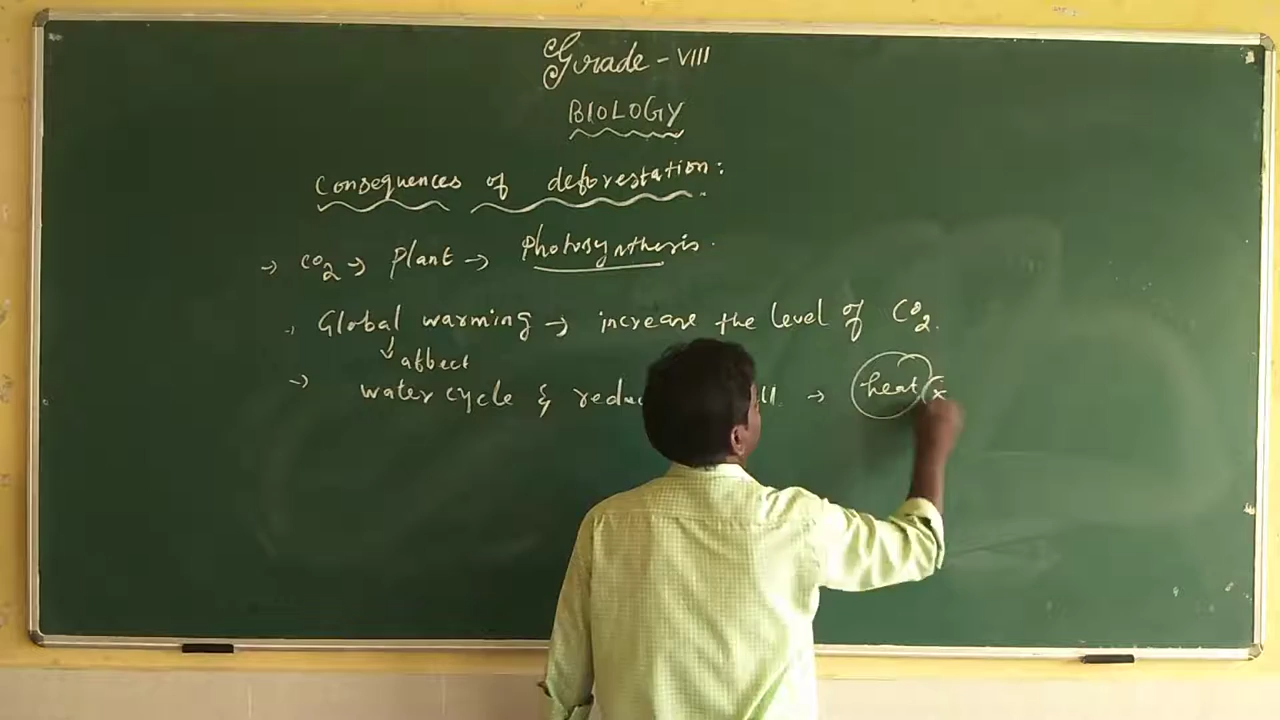 Grade - VIII
BIOLOGY
Consequences of deforestation:
→ CO2 → Plant → Photosynthesis.
→ Global warming → increase the level of CO2.
↓ affect
→ water cycle & → heat